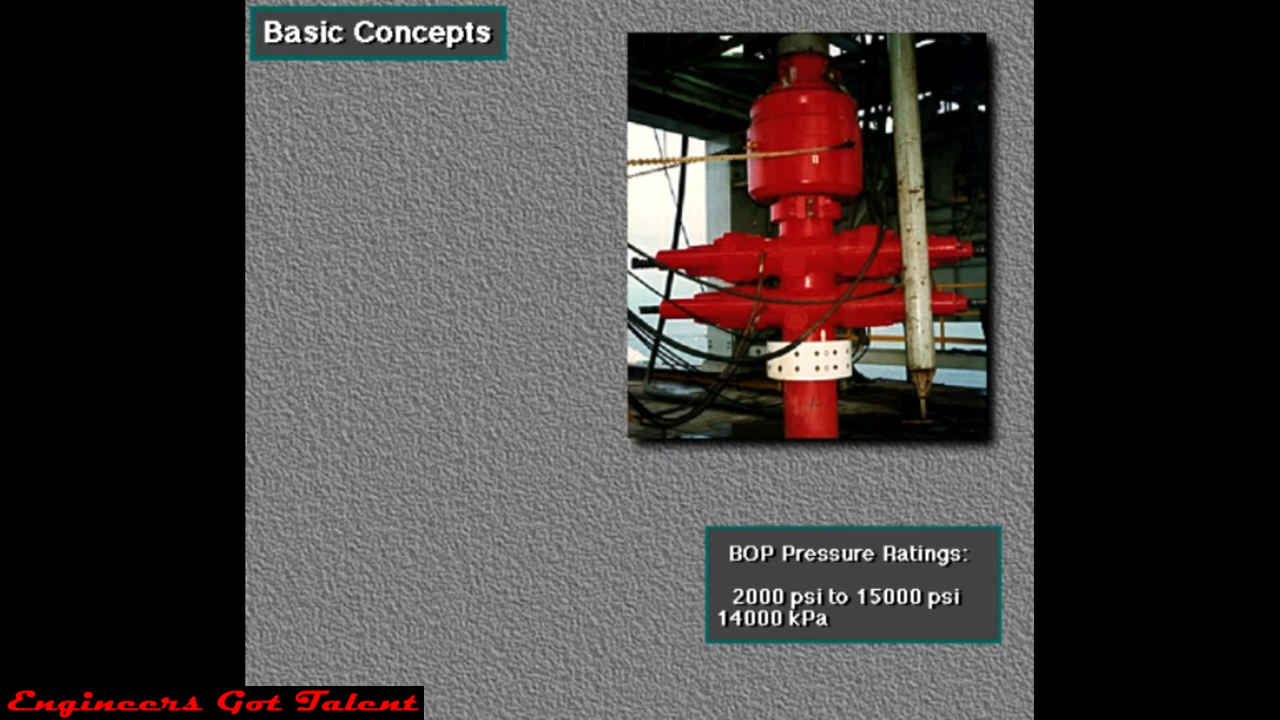 Basic Concepts
BOP Pressure Ratings:
2000 psi to 15000 psi
14000 kPa
Engineers Got Talent